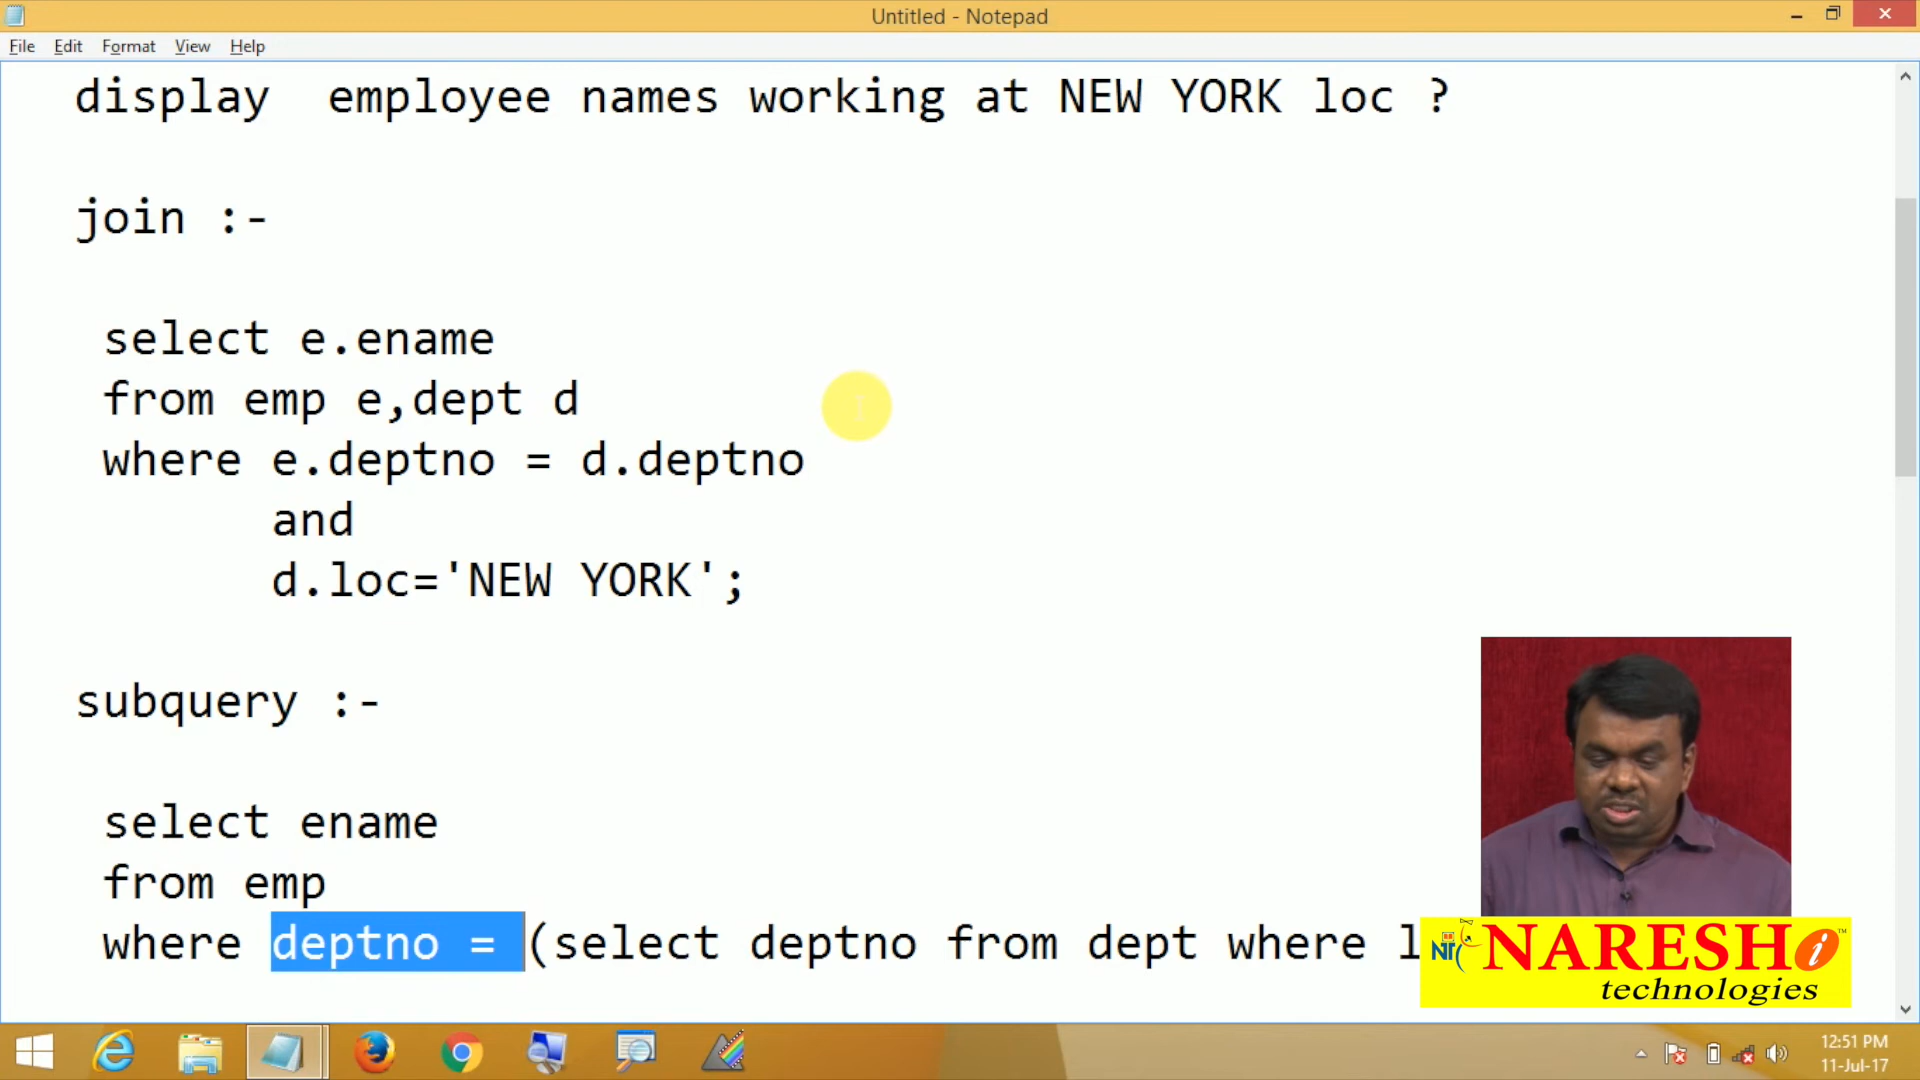 Untitled - Notepad
File Edit Format View Help
display  employee names working at NEW YORK loc ?
join :-
select e.ename
from emp e,dept d
where e.deptno = d.deptno
and
d.loc='NEW YORK';
subquery :-
select ename
from emp
where deptno = (select deptno from dept where l
NARESH i ™
technologies
12:51 PM
11-Jul-17